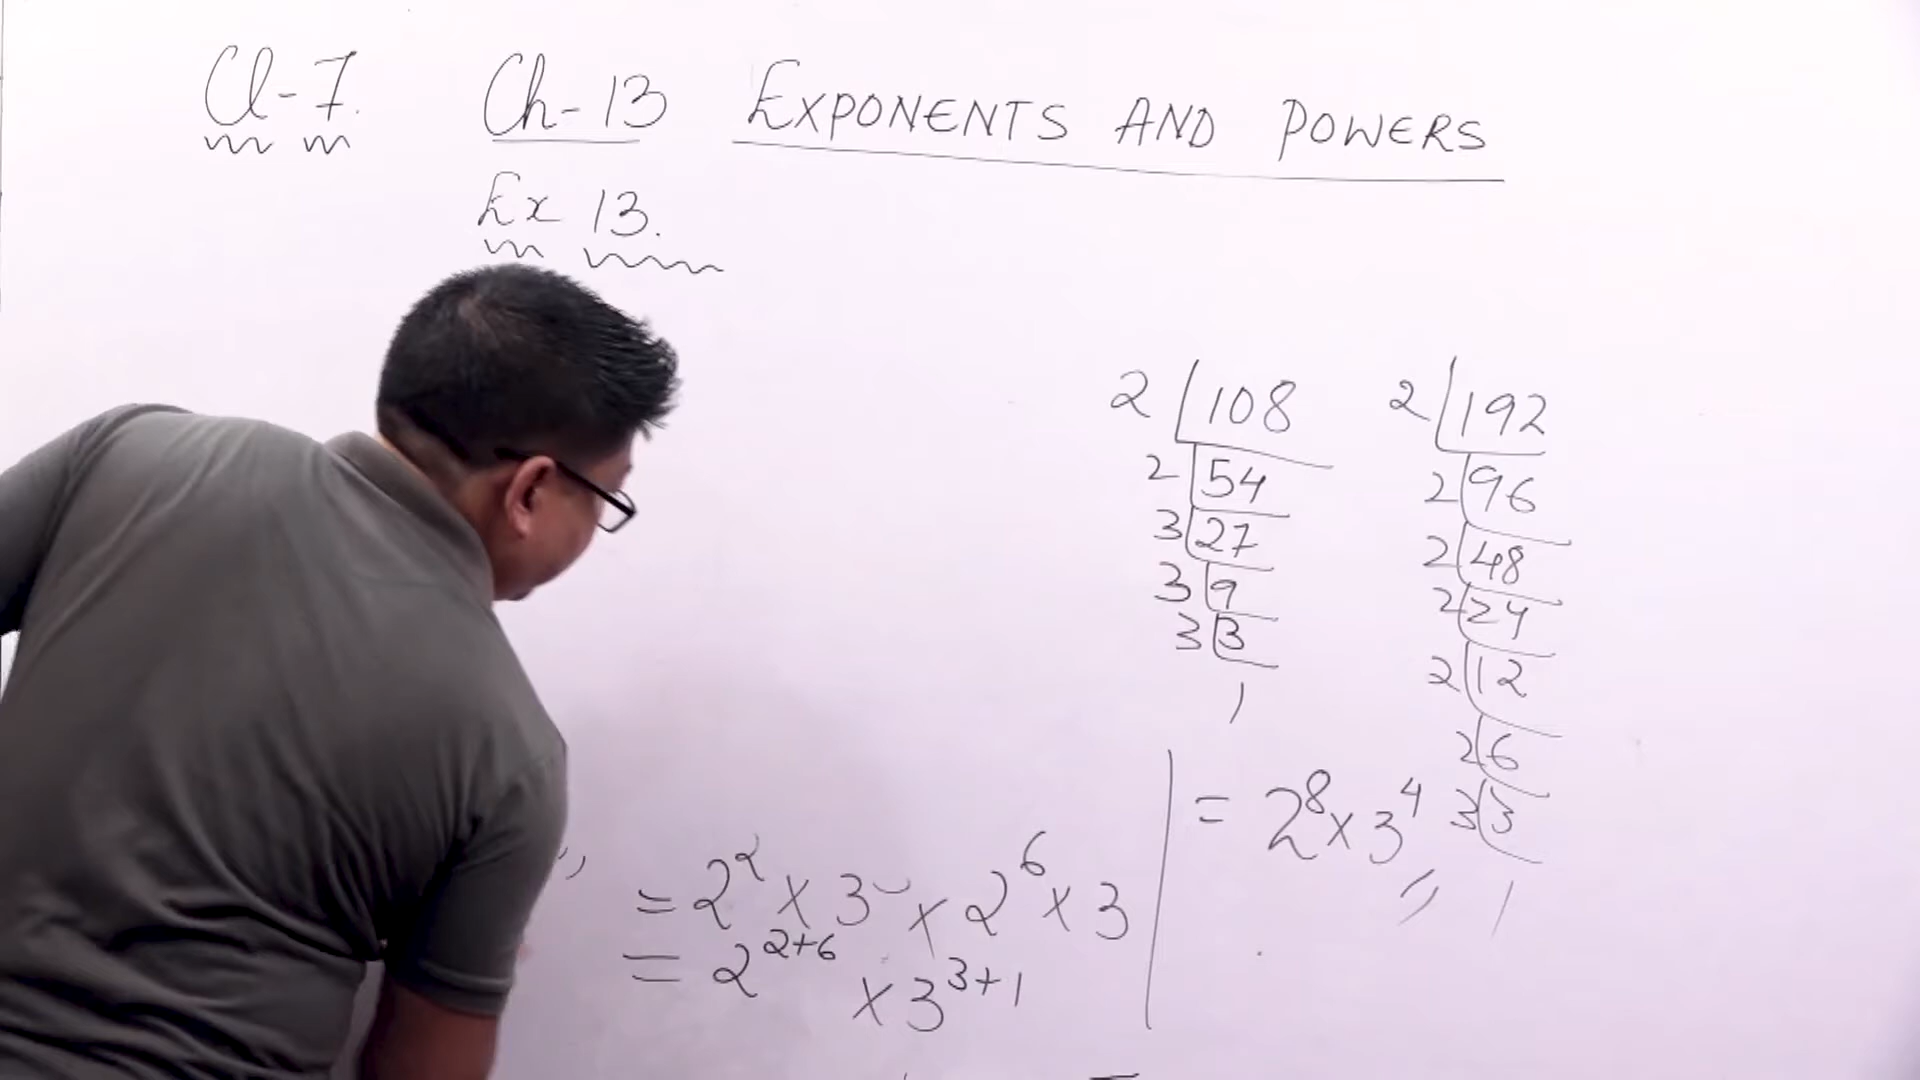 Cl-7. Ch-13 EXPONENTS AND POWERS
Ex 13.
2 | 108
2 | 54
3 | 27
3 | 9
3 | 3
1
2 | 192
2 | 96
2 | 48
2 | 24
2 | 12
2 | 6
3 | 3
1
= 2² × 3 × 2⁶ × 3
= 2²⁺⁶ × 3³⁺¹
= 2⁸ × 3⁴